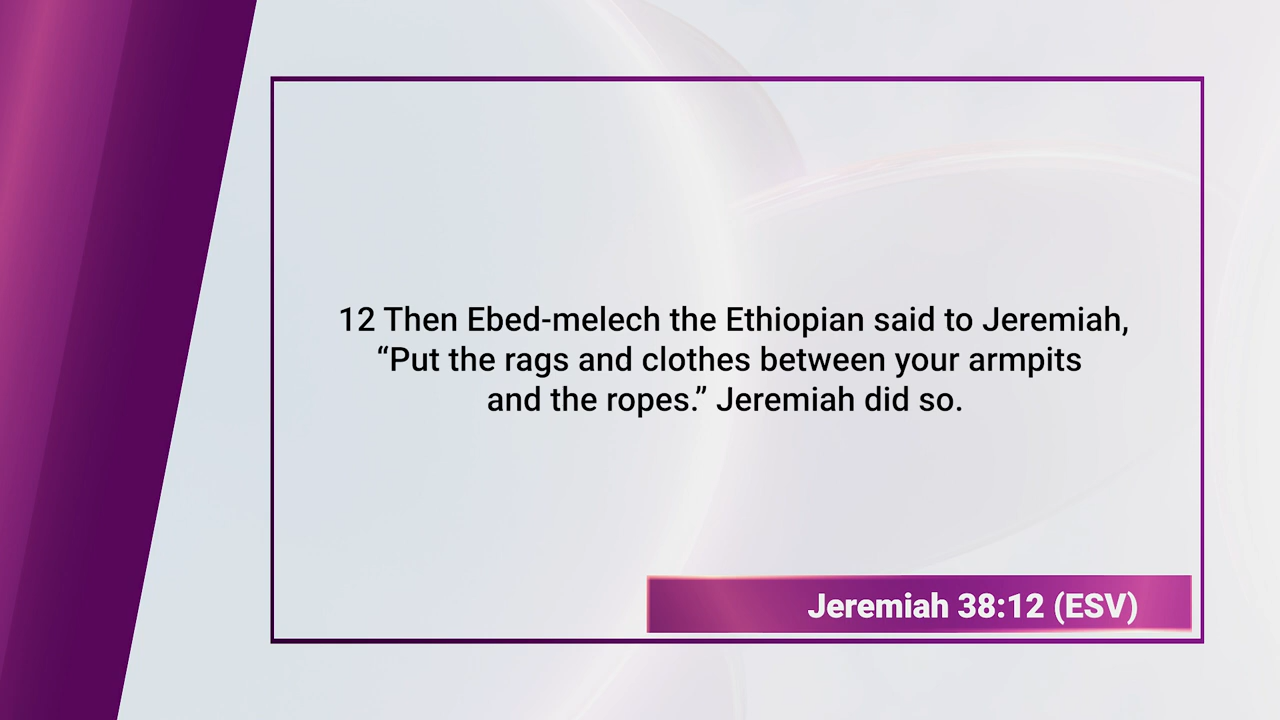 12 Then Ebed-melech the Ethiopian said to Jeremiah,
“Put the rags and clothes between your armpits
and the ropes.” Jeremiah did so.
Jeremiah 38:12 (ESV)